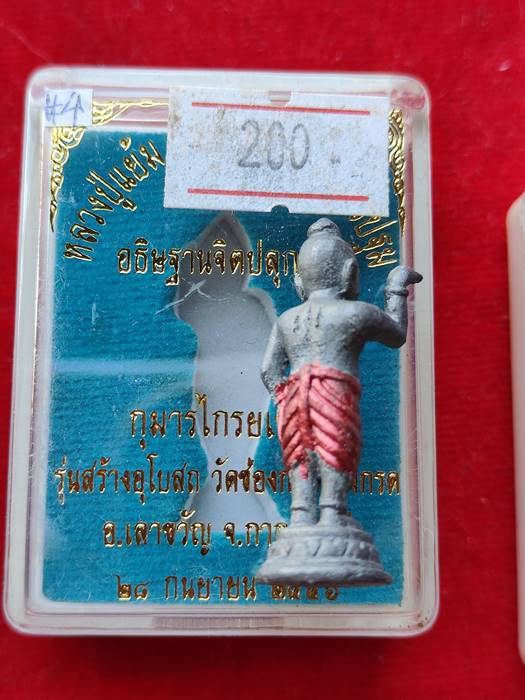 #4
200
หลวงปู่แย้ม
อธิษฐานจิตปลุก
กุมารไกรย
รุ่นสร้างอุโบสถ วัดช่อง
อ.เลาขวัญ จ.กา
๒๘ กันยายน